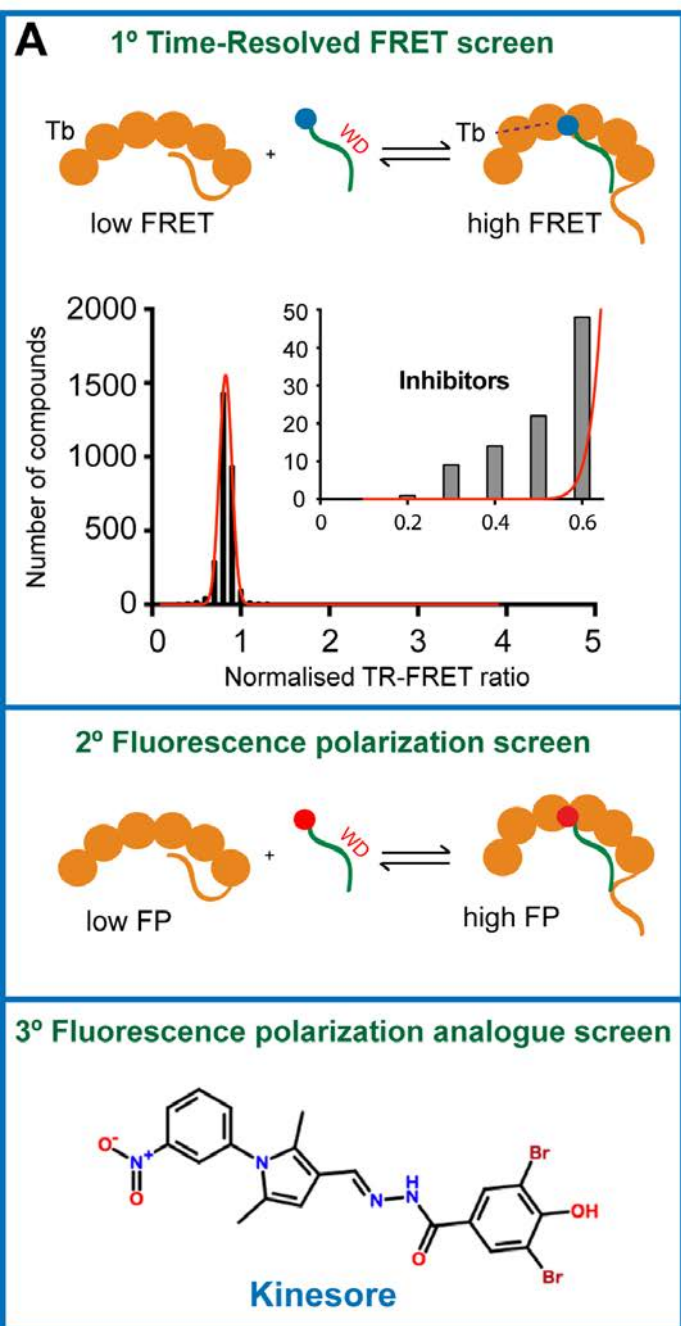 A
1º Time-Resolved FRET screen
Tb
WD
+
Tb
low FRET
high FRET
Number of compounds
2000
1500
1000
500
0
0 1 2 3 4 5
Normalised TR-FRET ratio
50
40
30
20
10
0
0 0.2 0.4 0.6
Inhibitors
2º Fluorescence polarization screen
WD
+
low FP
high FP
3º Fluorescence polarization analogue screen
O-
N+
O
N
N
H
N
O
Br
OH
Br
Kinesore